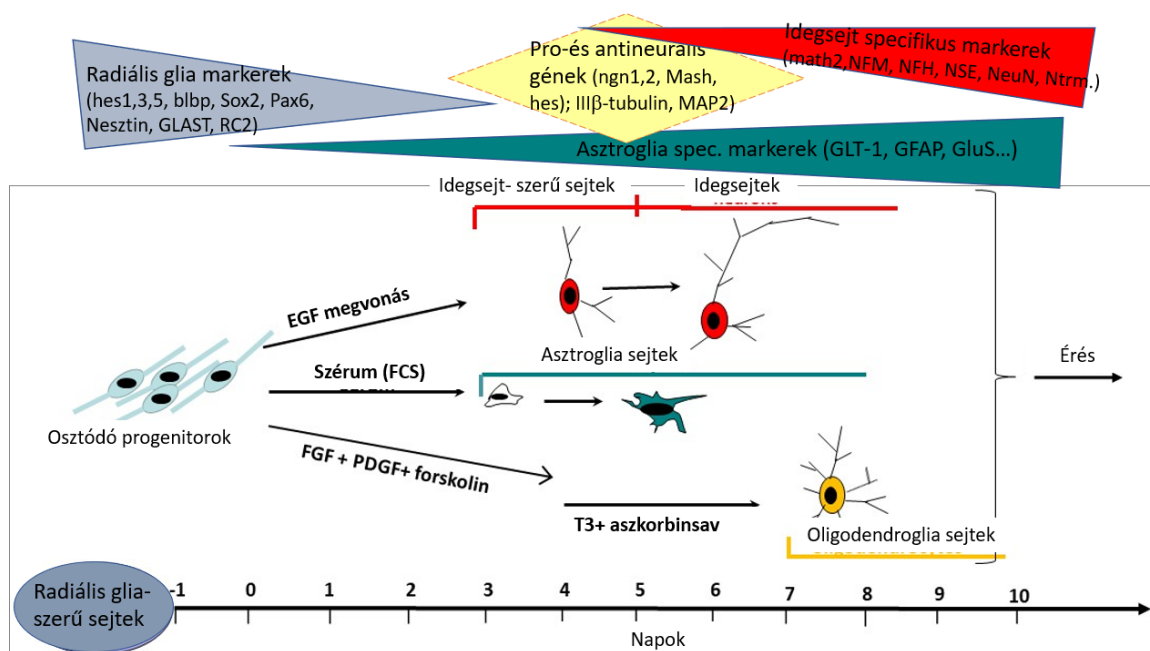 Radiális glia markerek
(hes1,3,5, blbp, Sox2, Pax6,
Nesztin, GLAST, RC2)
Pro-és antineurális
gének (ngn1,2, Mash,
hes); IIIβ-tubulin, MAP2)
Idegsejt specifikus markerek
(math2,NFM, NFH, NSE, NeuN, Ntrm.)
Asztroglia spec. markerek (GLT-1, GFAP, GluS...)
Idegsejt- szerű sejtek
Idegsejtek
EGF megvonás
Asztroglia sejtek
Szérum (FCS)
Érés
Osztódó progenitorok
FGF + PDGF+ forskolin
T3+ aszkorbinsav
Oligodendroglia sejtek
Radiális glia-
szerű sejtek
-1 0 1 2 3 4 5 6 7 8 9 10
Napok